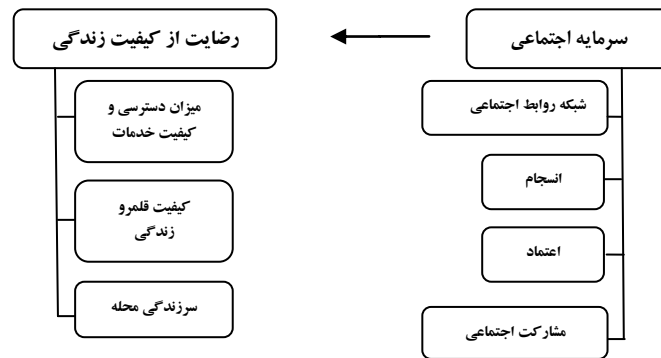 سرمایه اجتماعی
شبکه روابط اجتماعی
انسجام
اعتماد
مشارکت اجتماعی
رضایت از کیفیت زندگی
میزان دسترسی و
کیفیت خدمات
کیفیت قلمرو
زندگی
سرزندگی محله